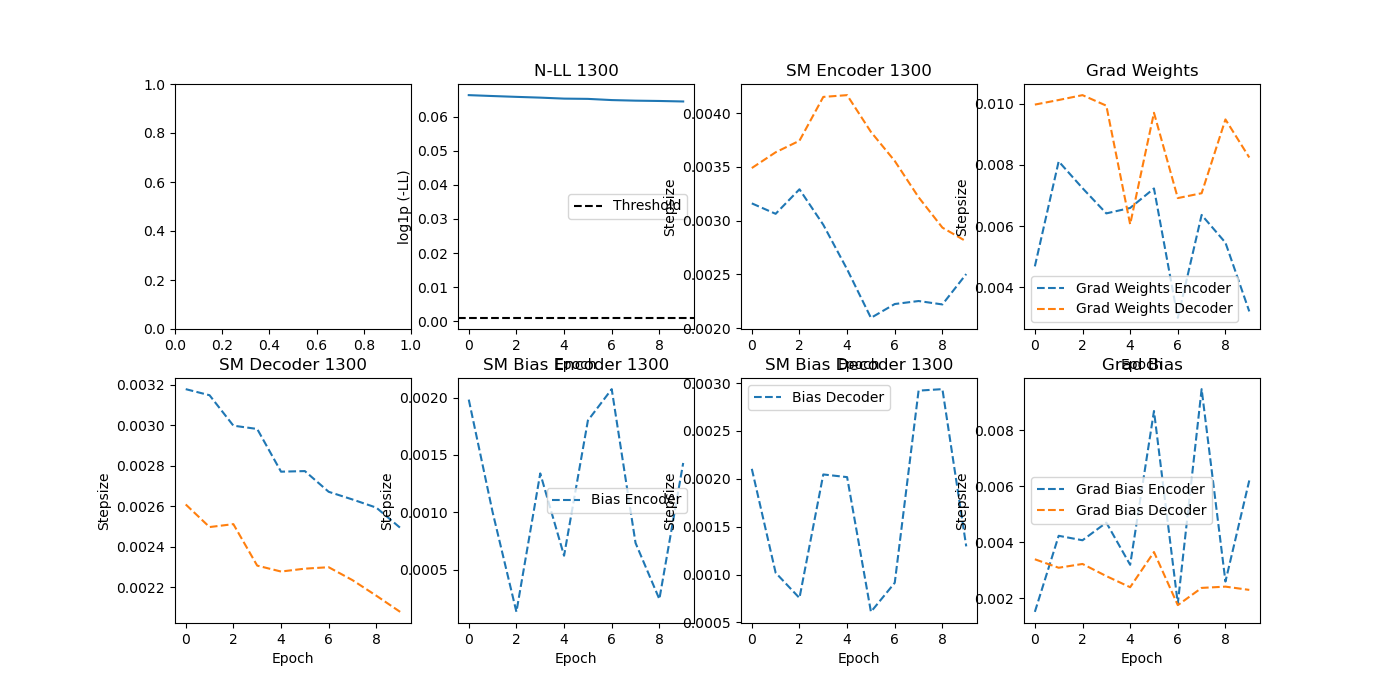 N-LL 1300
SM Encoder 1300
Grad Weights
1.0
0.8
0.6
0.4
0.2
0.0
0.0 0.2 0.4 0.6 0.8 1.0
log1p (-LL)
0.06
0.05
0.04
0.03
0.02
0.01
0.00
Threshold
0 2 4 6 8
Epoch
Stepsize
0.0040
0.0035
0.0030
0.0025
0.0020
0 2 4 6 8
Epoch
Stepsize
0.010
0.008
0.006
0.004
Grad Weights Encoder
Grad Weights Decoder
0 2 4 6 8
Epoch
SM Decoder 1300
SM Bias Encoder 1300
SM Bias Decoder 1300
Grad Bias
Stepsize
0.0032
0.0030
0.0028
0.0026
0.0024
0.0022
0 2 4 6 8
Epoch
Stepsize
0.0020
0.0015
0.0010
0.0005
Bias Encoder
0 2 4 6 8
Epoch
Stepsize
0.0030
0.0025
0.0020
0.0015
0.0010
0.0005
Bias Decoder
0 2 4 6 8
Epoch
Stepsize
0.008
0.006
0.004
0.002
Grad Bias Encoder
Grad Bias Decoder
0 2 4 6 8
Epoch